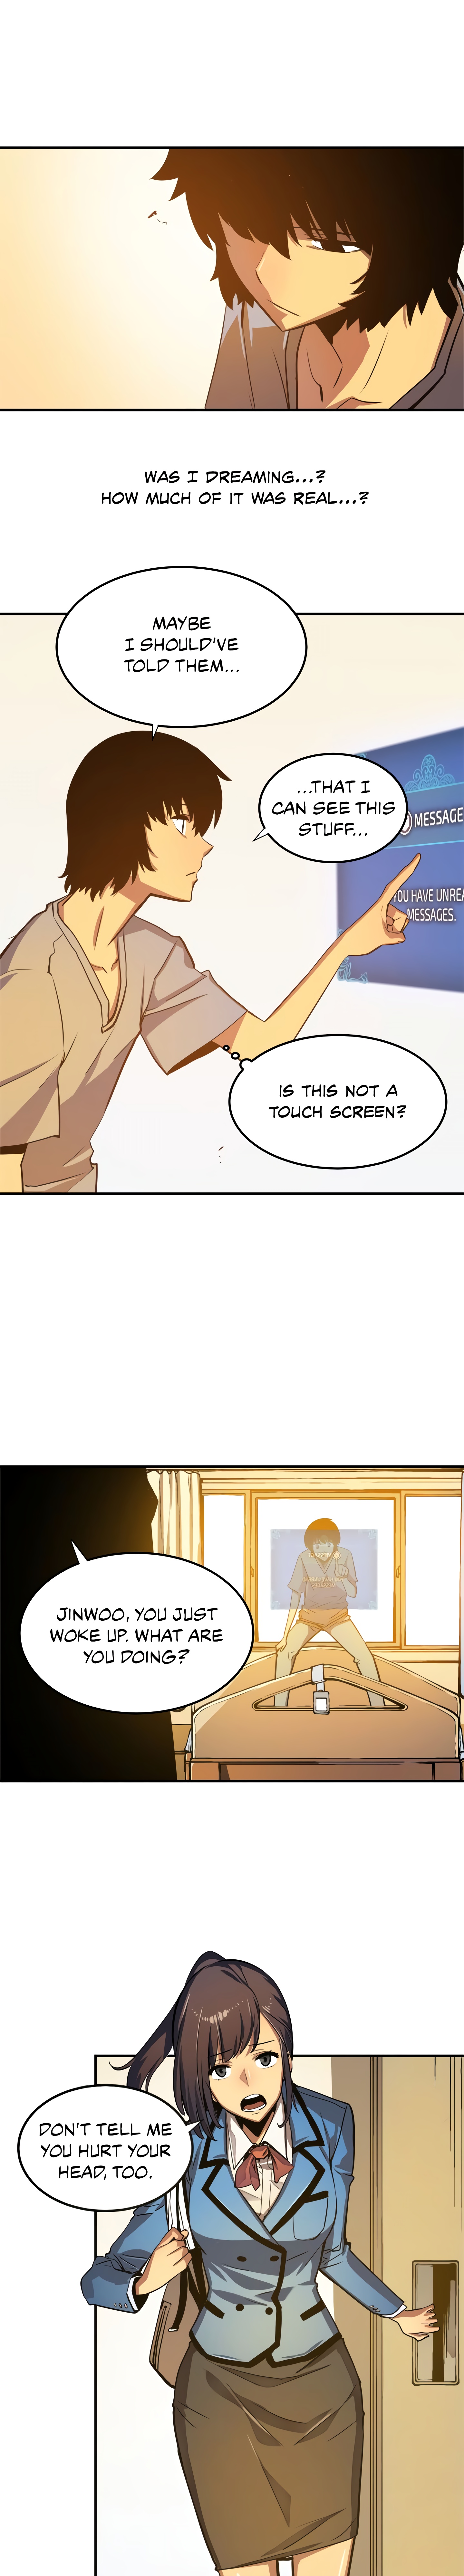 WAS I DREAMING...?
HOW MUCH OF IT WAS REAL...?
MAYBE
I SHOULD'VE
TOLD THEM...
...THAT I
CAN SEE THIS
STUFF...
MESSAGE
YOU HAVE UNREA
MESSAGES.
IS THIS NOT A
TOUCH SCREEN?
JINWOO, YOU JUST
WOKE UP. WHAT ARE
YOU DOING?
DON'T TELL ME
YOU HURT YOUR
HEAD, TOO.